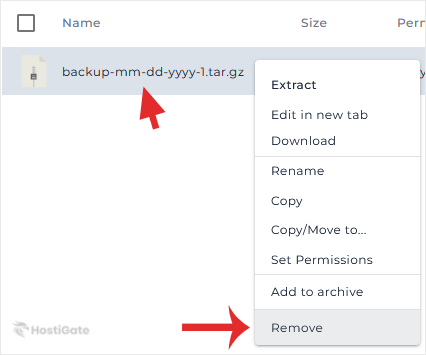 Name Size Perm
backup-mm-dd-yyyy-1.tar.gz
Extract
Edit in new tab
Download
Rename
Copy
Copy/Move to...
Set Permissions
Add to archive
Remove
HostiGate